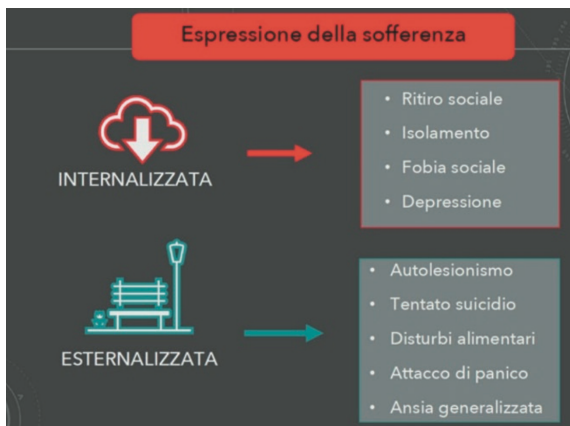 Espressione della sofferenza
INTERNALIZZATA
• Ritiro sociale
• Isolamento
• Fobia sociale
• Depressione
ESTERNALIZZATA
• Autolesionismo
• Tentato suicidio
• Disturbi alimentari
• Attacco di panico
• Ansia generalizzata